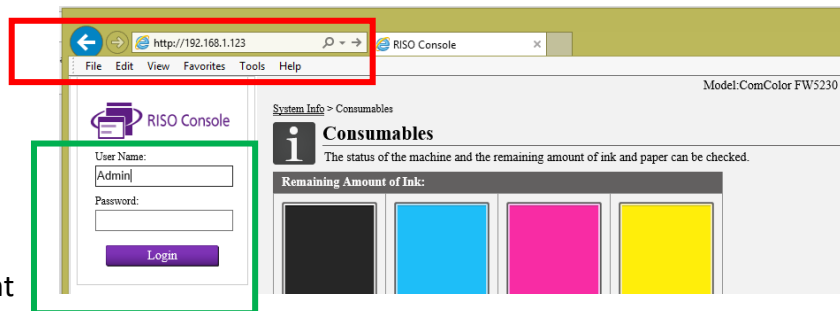 http://192.168.1.123
RISO Console
File Edit View Favorites Tools Help
Model:ComColor FW5230
RISO Console
System Info > Consumables
Consumables
The status of the machine and the remaining amount of ink and paper can be checked.
User Name:
Admin
Remaining Amount of Ink:
Password:
Login